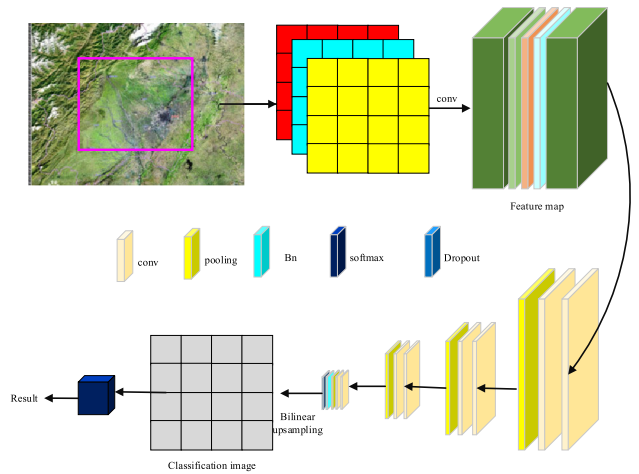 conv
Feature map
conv
pooling
Bn
softmax
Dropout
Result
Bilinear
upsampling
Classification image